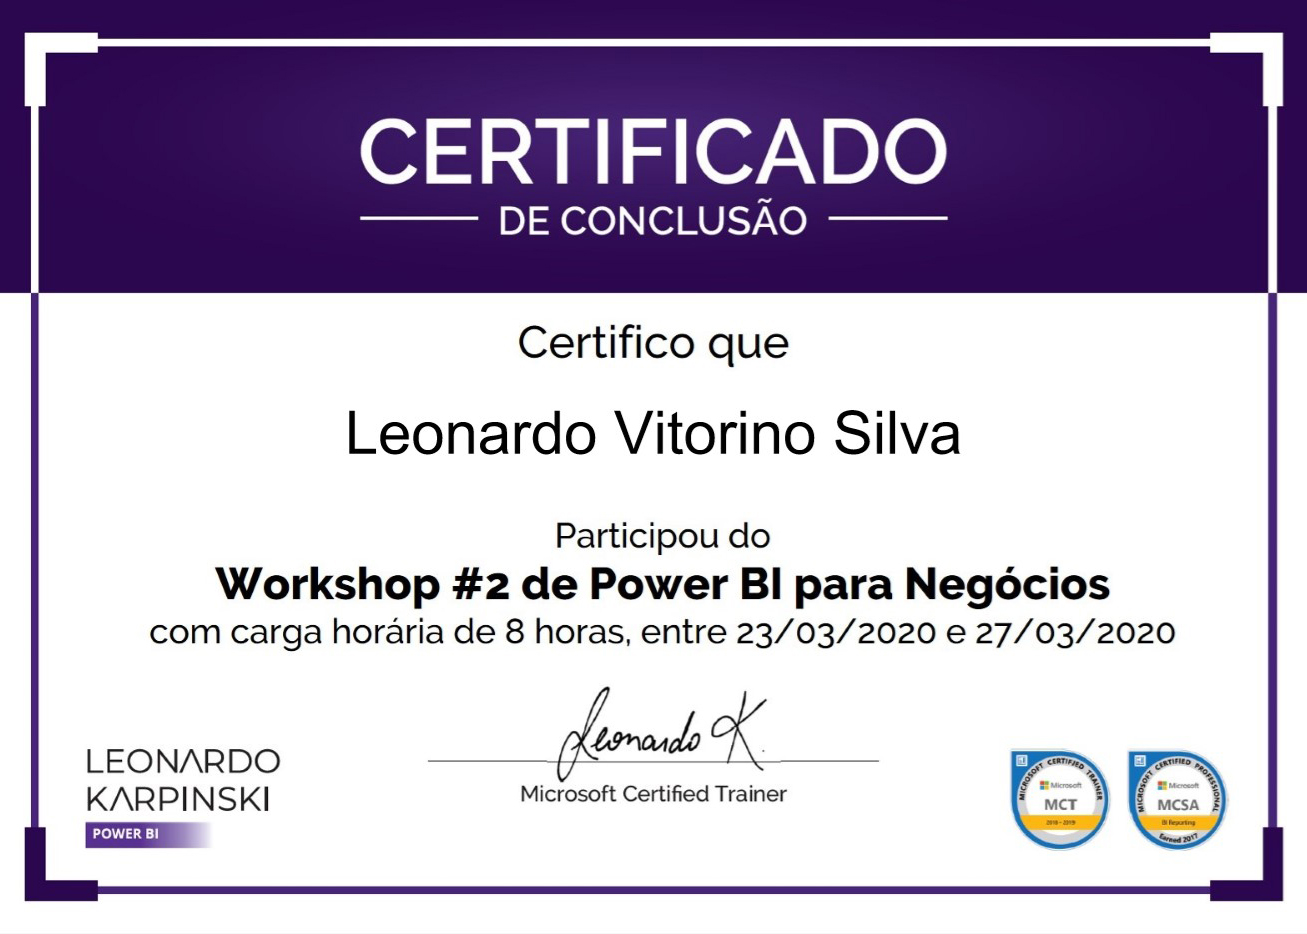 CERTIFICADO
DE CONCLUSÃO
Certifico que
Leonardo Vitorino Silva
Participou do
Workshop #2 de Power BI para Negócios
com carga horária de 8 horas, entre 23/03/2020 e 27/03/2020
Leonardo K.
Microsoft Certified Trainer
LEONARDO
KARPINSKI
POWER BI
MICROSOFT CERTIFIED TRAINER
Microsoft
MCT
2018 - 2019
MICROSOFT CERTIFIED PROFESSIONAL
Microsoft
MCSA
BI Reporting
Earned 2017